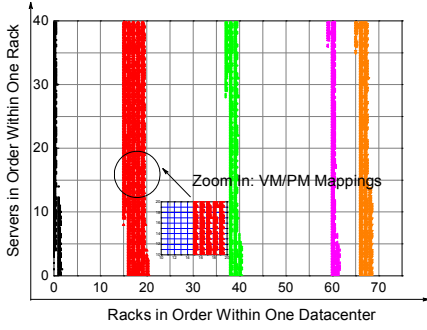 Servers in Order Within One Rack
40
30
20
10
0
Zoom In: VM/PM Mappings
0 10 20 30 40 50 60 70
Racks in Order Within One Datacenter